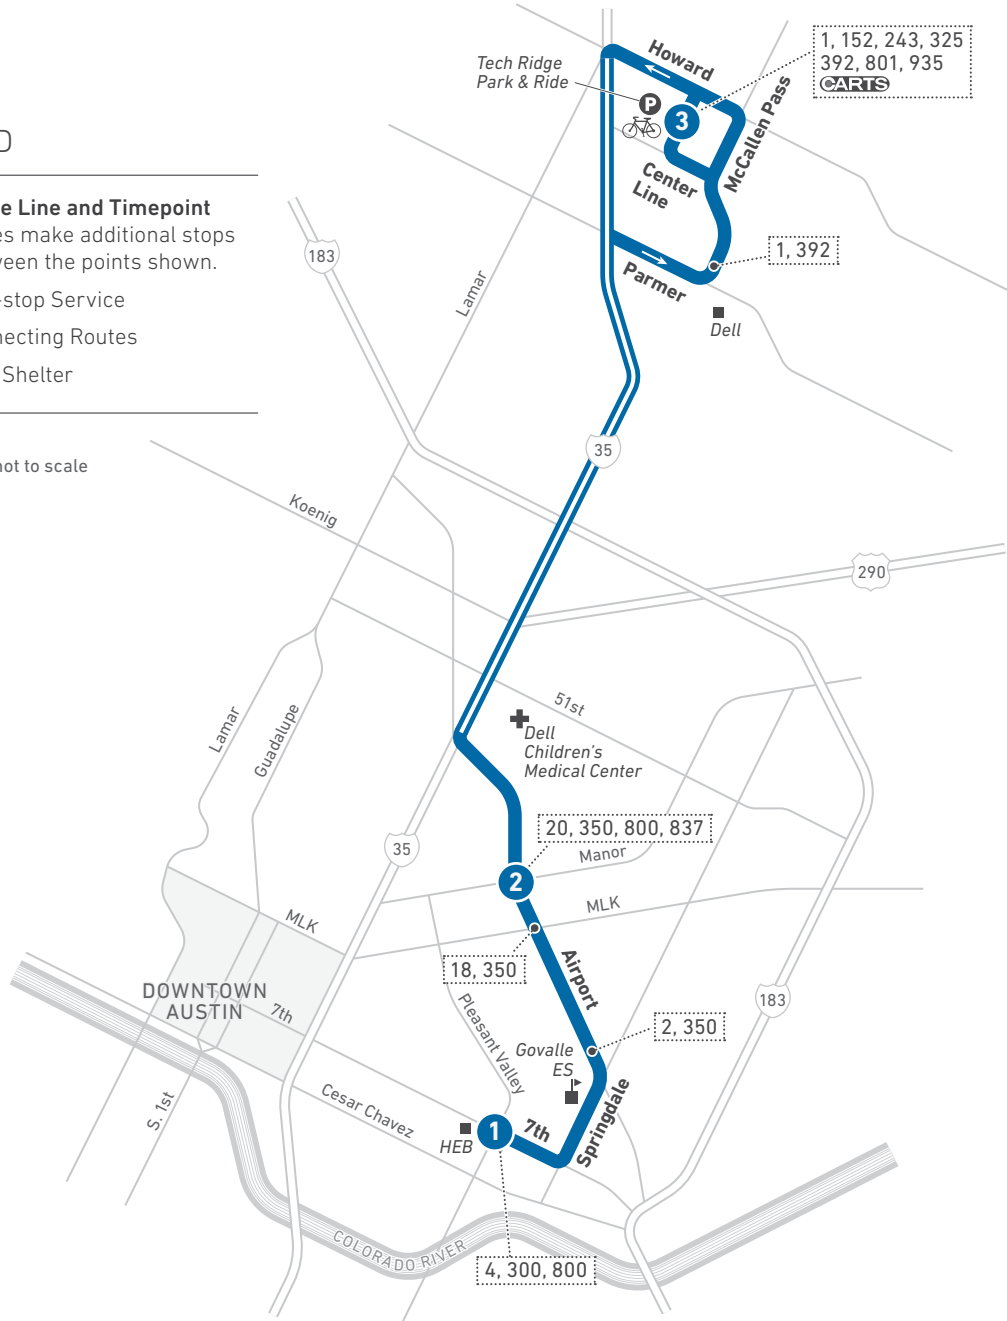 Howard
1, 152, 243, 325
392, 801, 935
CARTS
Tech Ridge
Park & Ride
P
3
McCallen Pass
Center
Line
D
e Line and Timepoint
es make additional stops
ween the points shown.
-stop Service
necting Routes
Shelter
not to scale
183
Lamar
1, 392
Parmer
Dell
35
Koenig
290
51st
Dell
Children's
Medical Center
Lamar
Guadalupe
20, 350, 800, 837
35
Manor
2
MLK
MLK
18, 350
Airport
DOWNTOWN
AUSTIN
7th
Pleasant Valley
183
2, 350
Govalle
ES
Springdale
S. 1st
Cesar Chavez
HEB
1
7th
COLORADO RIVER
4, 300, 800